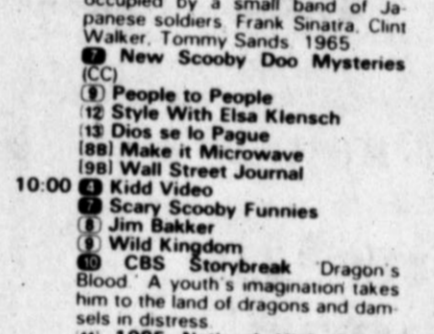 occupied by a small band of Ja-
panese soldiers. Frank Sinatra, Clint
Walker, Tommy Sands. 1965.
7 New Scooby Doo Mysteries
(CC)
9 People to People
12 Style With Elsa Klensch
13 Dios se lo Pague
[8B] Make it Microwave
[9B] Wall Street Journal
10:00 4 Kidd Video
7 Scary Scooby Funnies
8 Jim Bakker
9 Wild Kingdom
10 CBS Storybreak 'Dragon's
Blood.' A youth's imagination takes
him to the land of dragons and dam-
sels in distress.